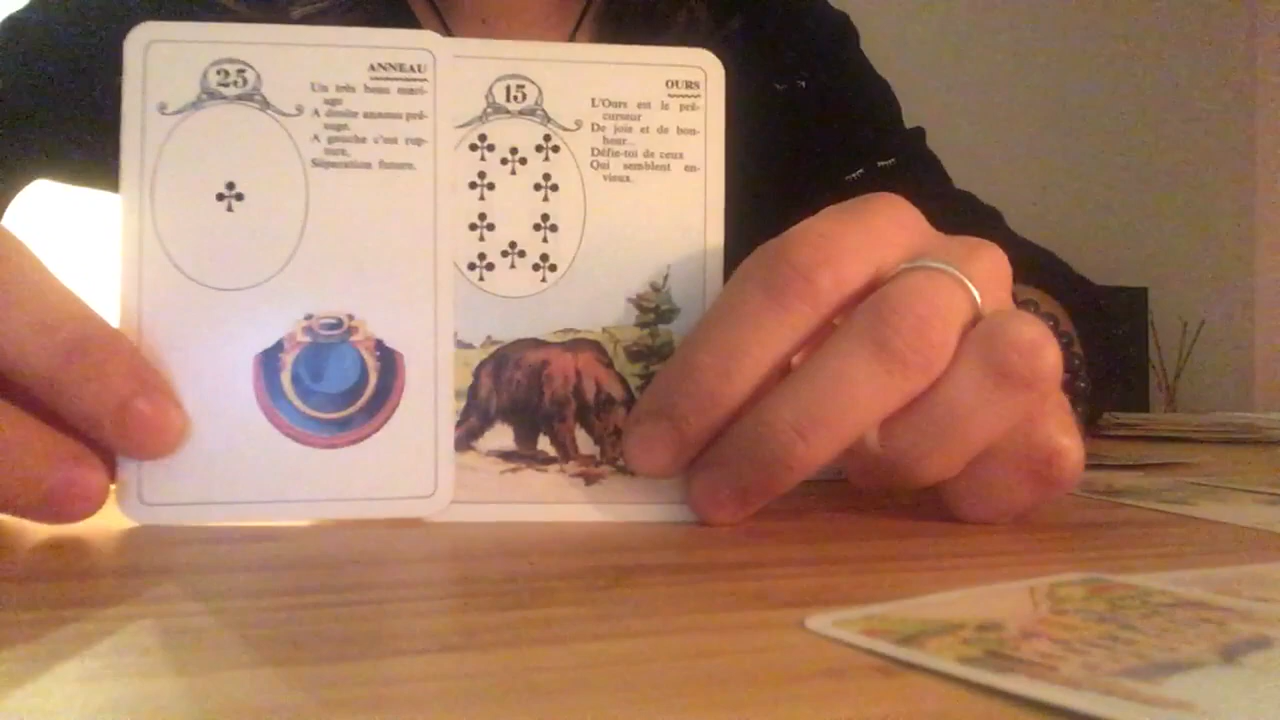 25
ANNEAU
Un très beau mari-
age
A droite anneau pré-
sage.
A gauche c'est rup-
ture,
Séparation future.
15
OURS
L'Ours est le pré-
curseur
De joie et de bon-
heur...
Défie-toi de ceux
Qui semblent en-
vieux.